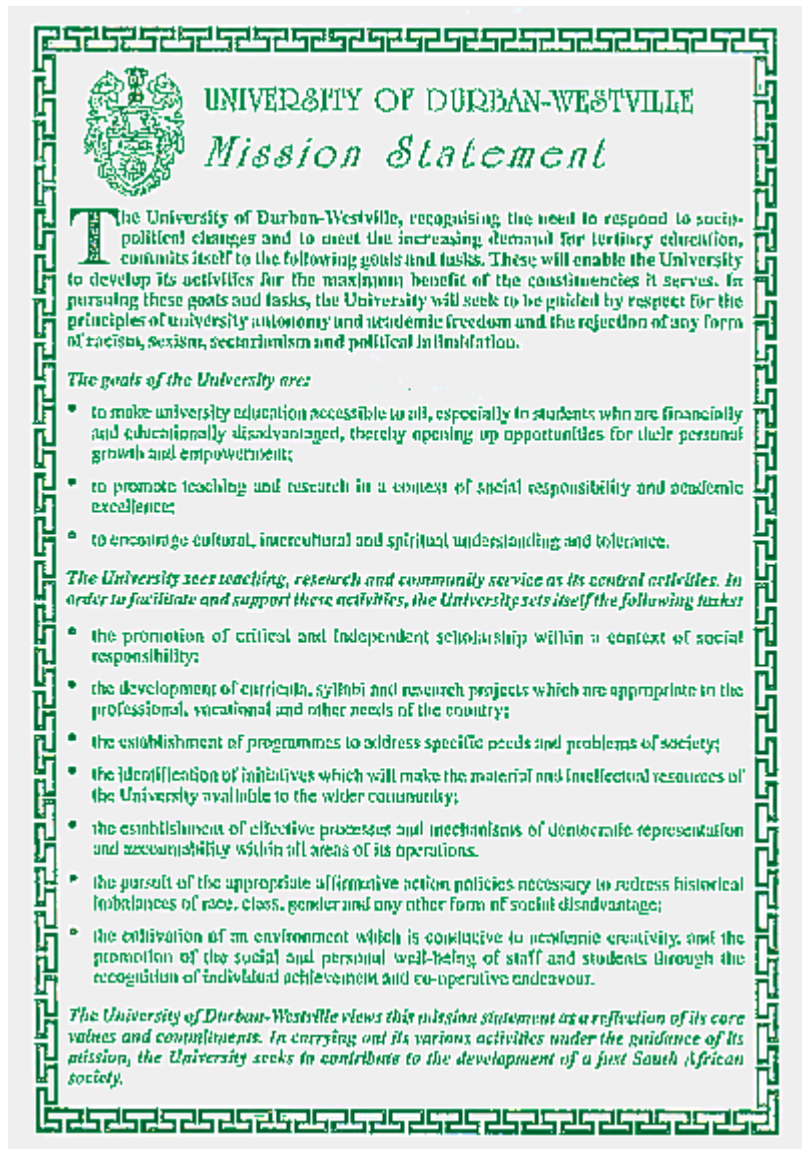 UNIVERSITY OF DURBAN-WESTVILLE
Mission Statement
The University of Durban-Westville, recognising the need to respond to socio-
political changes and to meet the increasing demand for tertiary education,
commits itself to the following goals and tasks. These will enable the University
to develop its activities for the maximum benefit of the constituencies it serves. In
pursuing these goals and tasks, the University will seek to be guided by respect for the
principles of university autonomy and academic freedom and the rejection of any form
of racism, sexism, sectarianism and political intimidation.
The goals of the University are:
• to make university education accessible to all, especially to students who are financially
and educationally disadvantaged, thereby opening up opportunities for their personal
growth and empowerment;
• to promote teaching and research in a context of social responsibility and academic
excellence;
• to encourage cultural, intercultural and spiritual understanding and tolerance.
The University sees teaching, research and community service as its central activities. In
order to facilitate and support these activities, the University sets itself the following tasks:
• the promotion of critical and independent scholarship within a context of social
responsibility;
• the development of curricula, syllabi and research projects which are appropriate to the
professional, vocational and other needs of the country;
• the establishment of programmes to address specific needs and problems of society;
• the identification of initiatives which will make the material and intellectual resources of
the University available to the wider community;
• the establishment of effective processes and mechanisms of democratic representation
and accountability within all areas of its operations.
• the pursuit of the appropriate affirmative action policies necessary to redress historical
imbalances of race, class, gender and any other form of social disadvantage;
• the cultivation of an environment which is conducive to academic creativity, and the
promotion of the social and personal well-being of staff and students through the
recognition of individual achievement and co-operative endeavour.
The University of Durban-Westville views this mission statement as a reflection of its core
values and commitments. In carrying out its various activities under the guidance of its
mission, the University seeks to contribute to the development of a just South African
society.